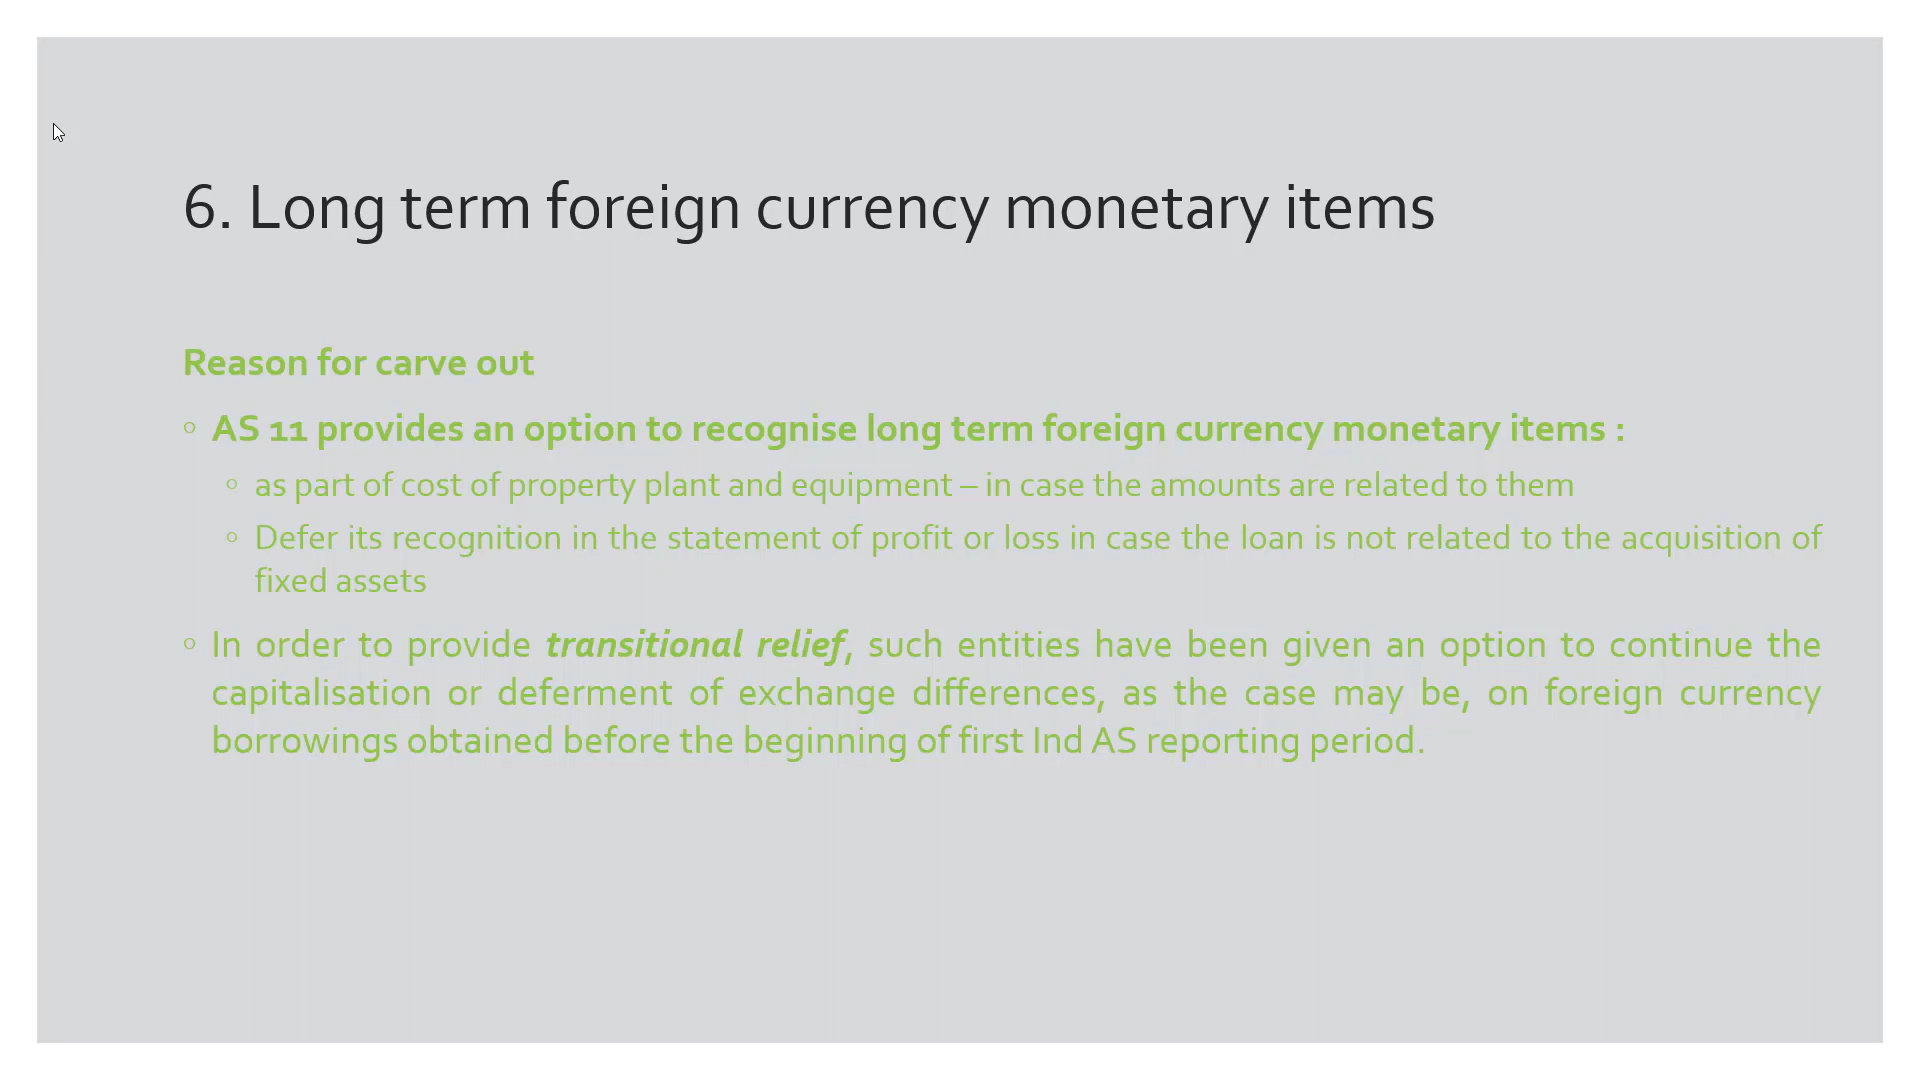 6. Long term foreign currency monetary items
Reason for carve out
◦ AS 11 provides an option to recognise long term foreign currency monetary items :
◦ as part of cost of property plant and equipment – in case the amounts are related to them
◦ Defer its recognition in the statement of profit or loss in case the loan is not related to the acquisition of
fixed assets
◦ In order to provide transitional relief, such entities have been given an option to continue the
capitalisation or deferment of exchange differences, as the case may be, on foreign currency
borrowings obtained before the beginning of first Ind AS reporting period.